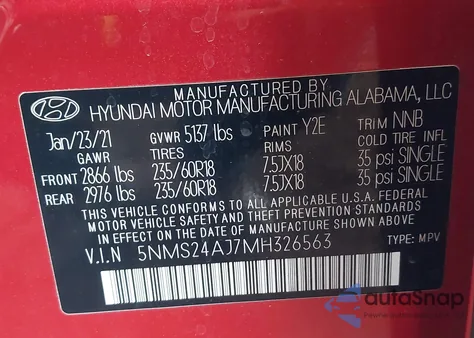 MANUFACTURED BY
HYUNDAI MOTOR MANUFACTURING ALABAMA, LLC
Jan/23/21 GVWR 5137 lbs PAINT Y2E TRIM NNB
GAWR TIRES RIMS COLD TIRE INFL
FRONT 2866 lbs 235/60R18 7.5JX18 35 psi SINGLE
REAR 2976 lbs 235/60R18 7.5JX18 35 psi SINGLE
THIS VEHICLE CONFORMS TO ALL APPLICABLE U.S.A FEDERAL
MOTOR VEHICLE SAFETY AND THEFT PREVENTION STANDARDS
IN EFFECT ON THE DATE OF MANUFACTURE SHOWN ABOVE.
V.I.N 5NMS24AJ7MH326563 TYPE: MPV
autoSnap